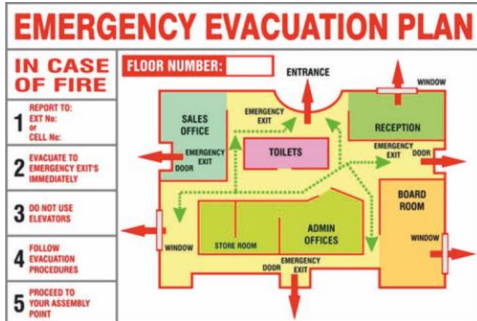 EMERGENCY EVACUATION PLAN
IN CASE
OF FIRE
1 REPORT TO:
EXT No:
or
CELL No:
2 EVACUATE TO
EMERGENCY EXIT'S
IMMEDIATELY
3 DO NOT USE
ELEVATORS
4 FOLLOW
EVACUATION
PROCEDURES
5 PROCEED TO
YOUR ASSEMBLY
POINT
FLOOR NUMBER:
ENTRANCE
WINDOW
EMERGENCY
EXIT
SALES
OFFICE
RECEPTION
TOILETS
EMERGENCY
EXIT
DOOR
EMERGENCY
EXIT
DOOR
BOARD
ROOM
WINDOW
STORE ROOM
ADMIN
OFFICES
WINDOW
DOOR
EMERGENCY
EXIT